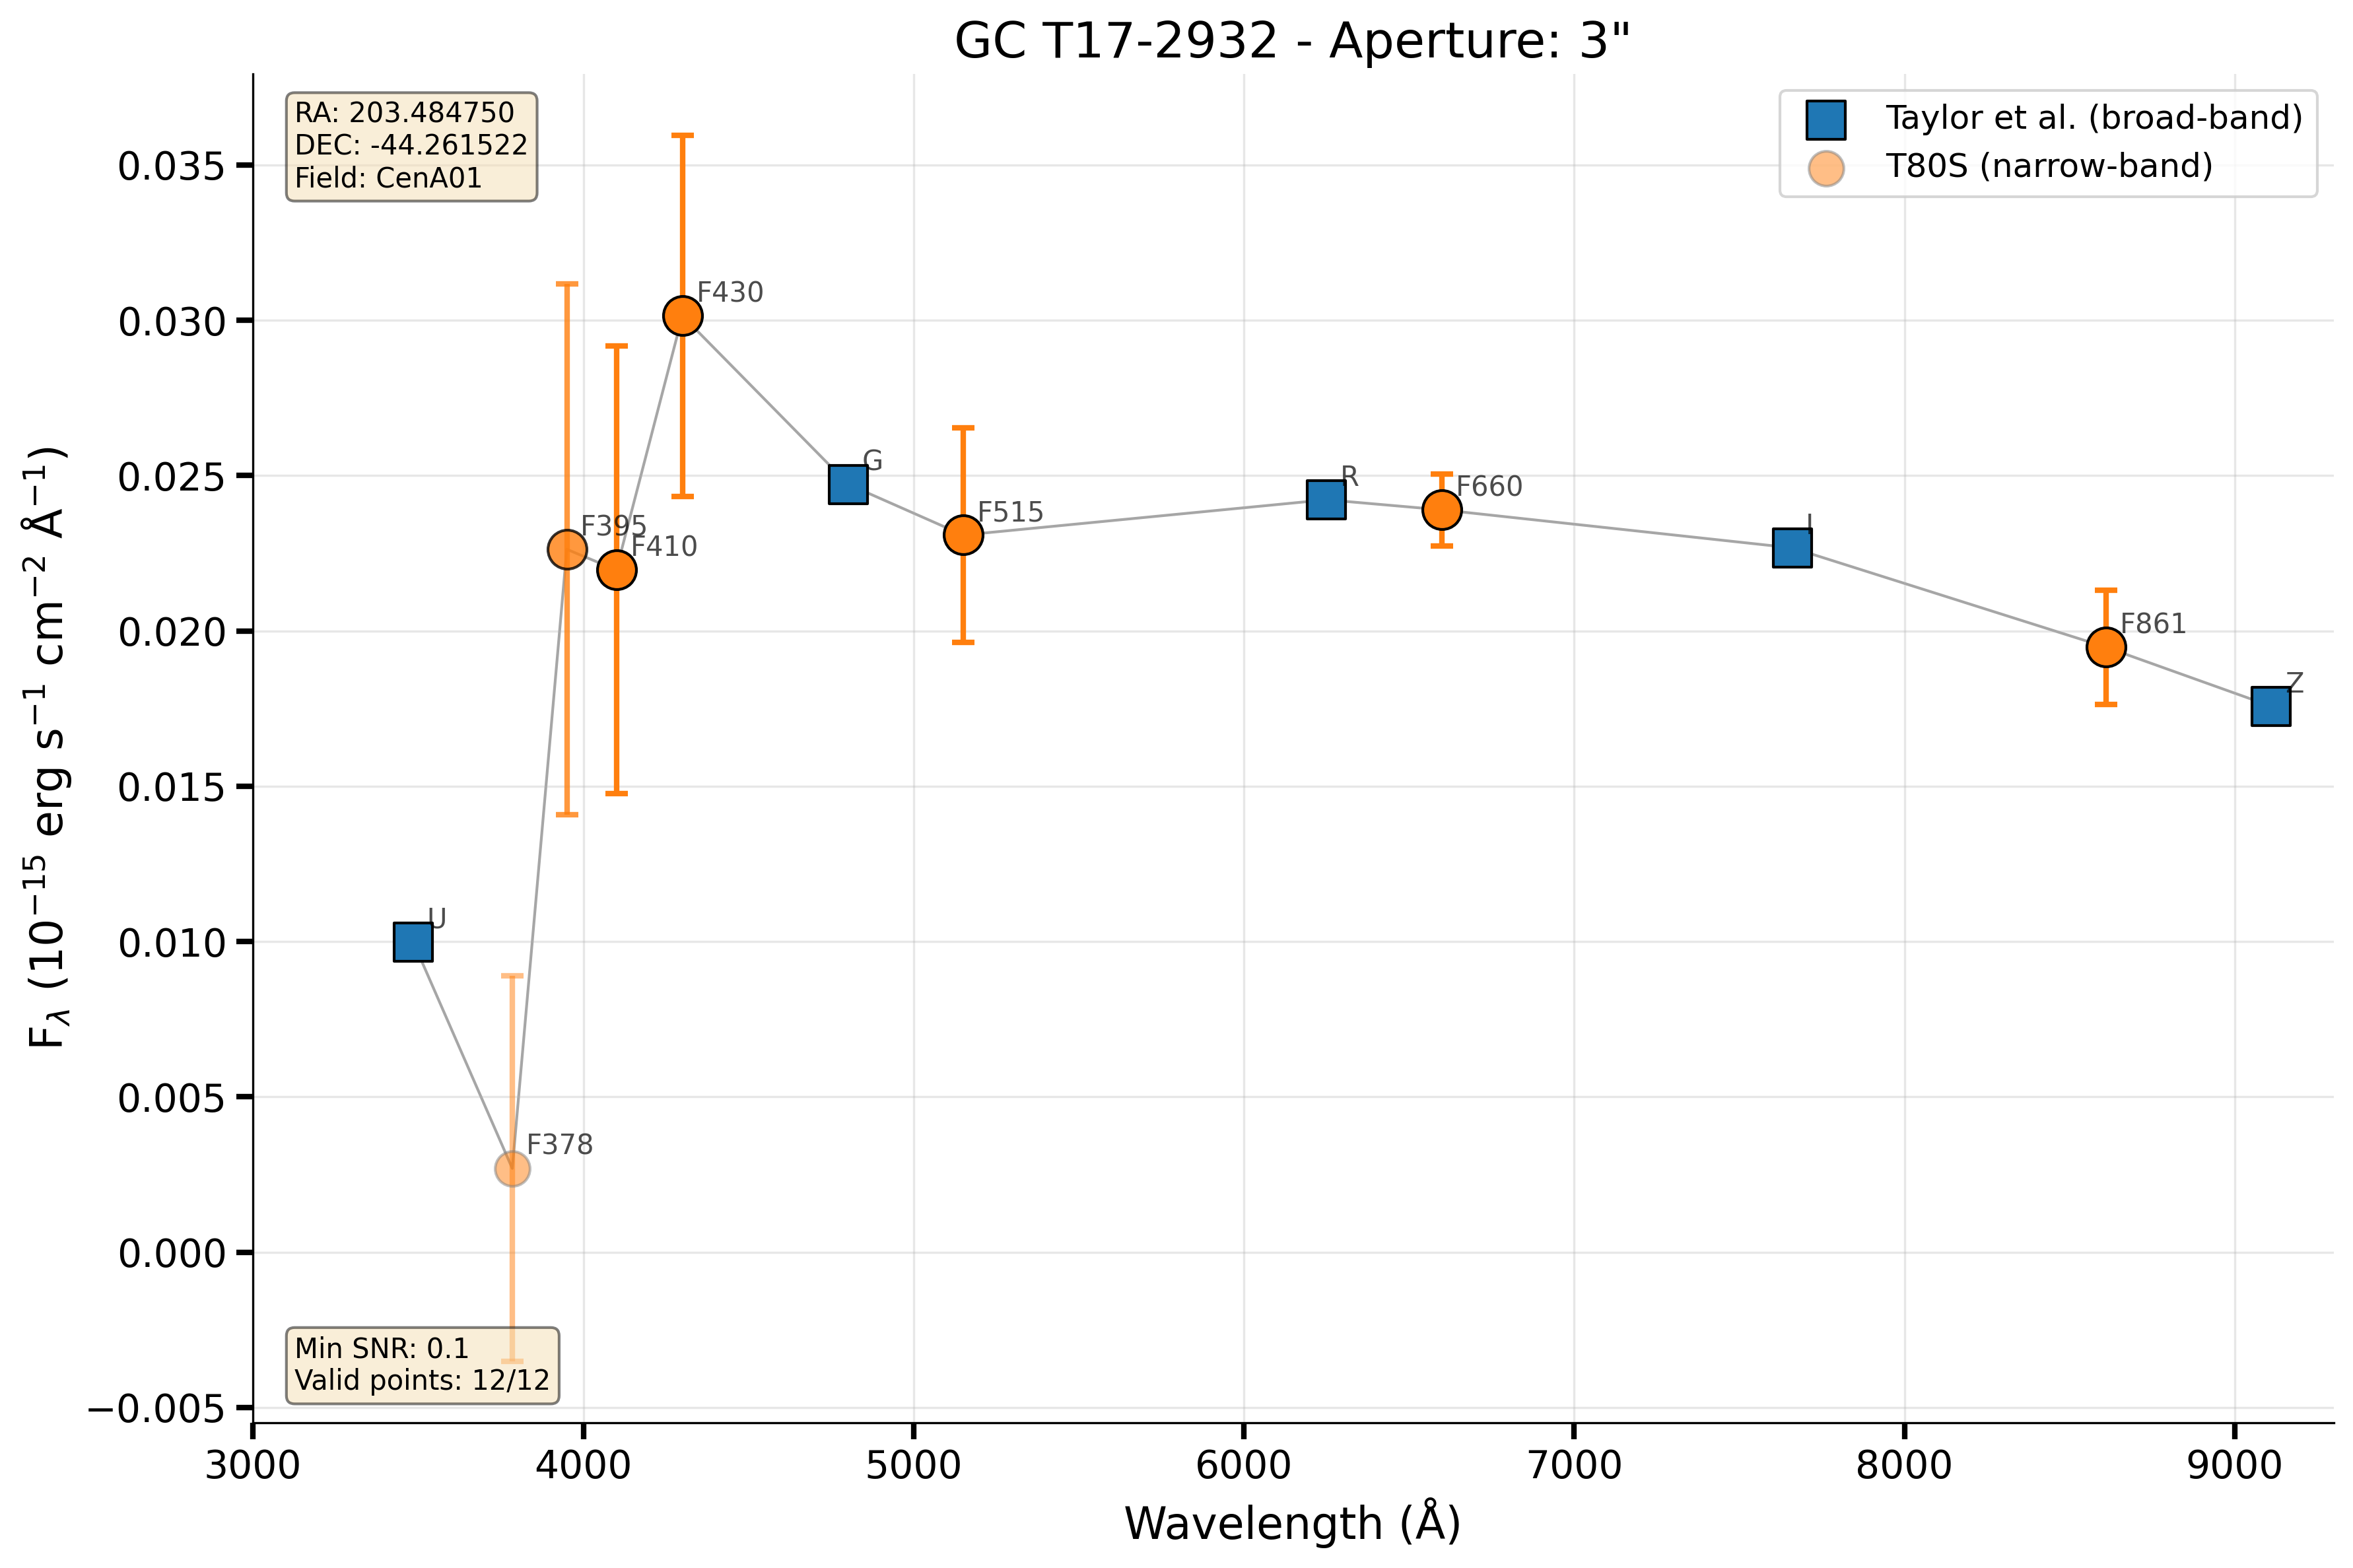 GC T17-2932 - Aperture: 3"
RA: 203.484750
DEC: -44.261522
Field: CenA01
Taylor et al. (broad-band)
T80S (narrow-band)
F_λ (10⁻¹⁵ erg s⁻¹ cm⁻² Å⁻¹)
0.035
0.030
0.025
0.020
0.015
0.010
0.005
0.000
−0.005
U
F378
F395
F410
F430
G
F515
R
F660
I
F861
Z
Min SNR: 0.1
Valid points: 12/12
3000
4000
5000
6000
7000
8000
9000
Wavelength (Å)